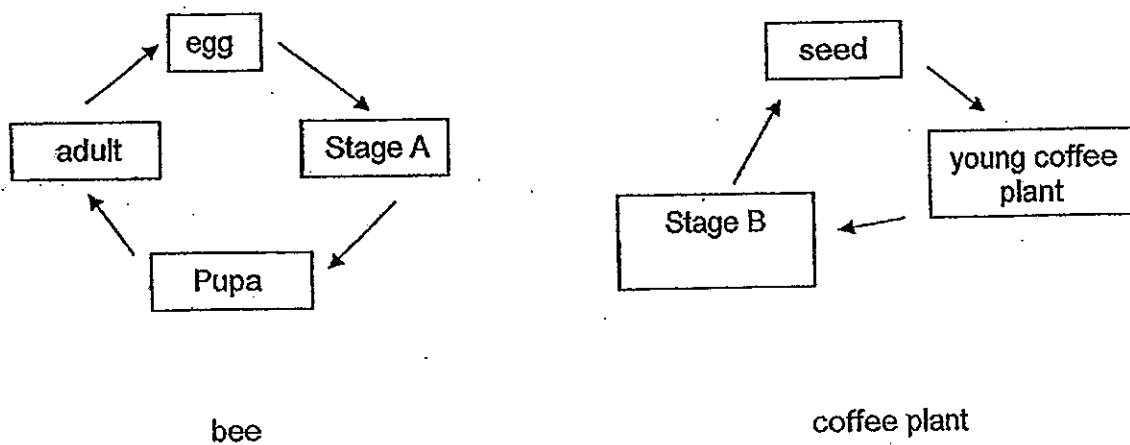 egg
adult
Stage A
Pupa
bee
seed
young coffee
plant
Stage B
coffee plant